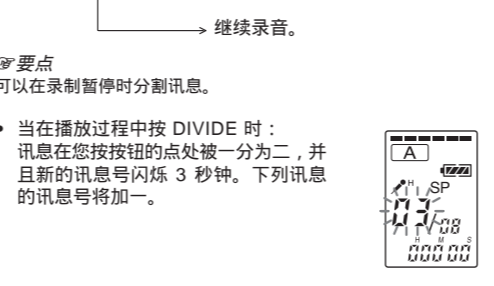 继续录音。
☞要点
可以在录制暂停时分割讯息。
• 当在播放过程中按 DIVIDE 时：
讯息在您按按钮的点处被一分为二，并
且新的讯息号闪烁 3 秒钟。下列讯息
的讯息号将加一。
A
H SP
03/08
H M S
00000